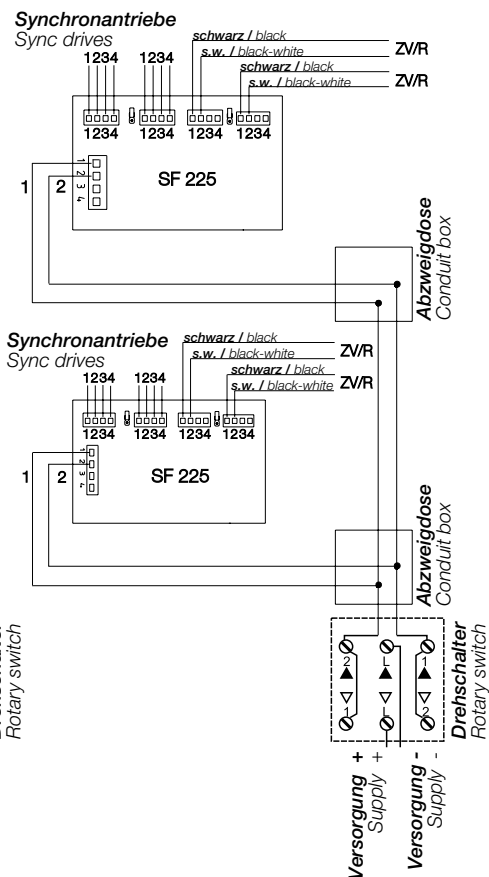 Synchronantriebe
Sync drives
1234 1234
schwarz / black
s.w. / black-white
ZV/R
schwarz / black
s.w. / black-white
ZV/R
1234 1234 1234 1234
1
2
3
4
1 2
SF 225
Abzweigdose
Conduit box
Synchronantriebe
Sync drives
1234 1234
schwarz / black
s.w. / black-white
ZV/R
schwarz / black
s.w. / black-white
ZV/R
1234 1234 1234 1234
1
2
3
4
1 2
SF 225
Abzweigdose
Conduit box
2 L 1
1 L 2
Drehschalter
Rotary switch
Rotary switch
Versorgung +
Supply +
Versorgung -
Supply -